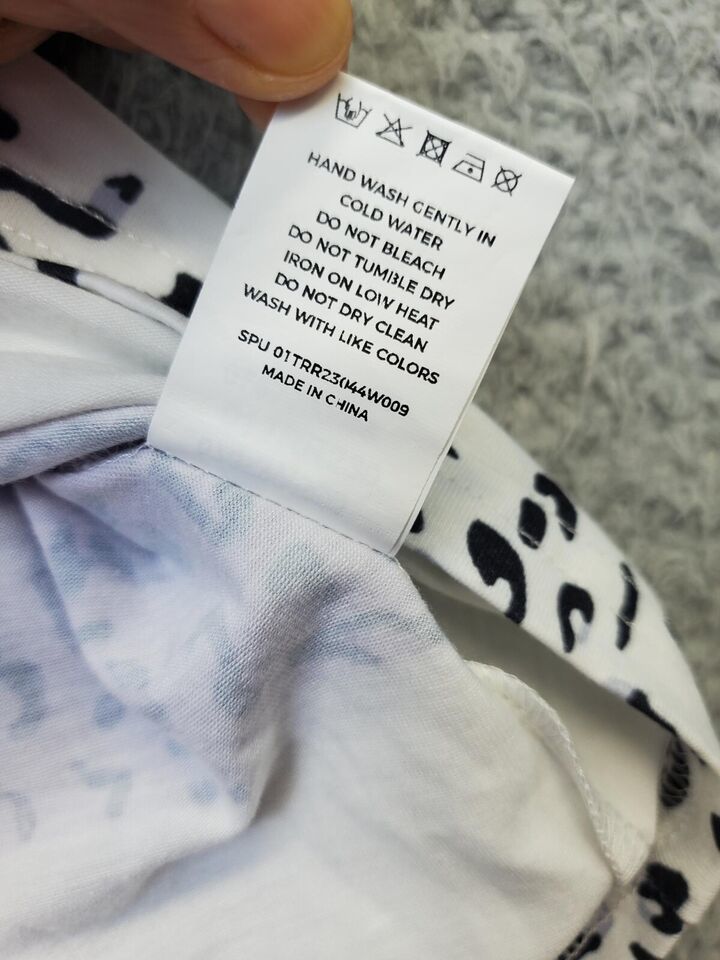 HAND WASH GENTLY IN
COLD WATER
DO NOT BLEACH
DO NOT TUMBLE DRY
IRON ON LOW HEAT
DO NOT DRY CLEAN
WASH WITH LIKE COLORS
SPU 01TRR23044W009
MADE IN CHINA